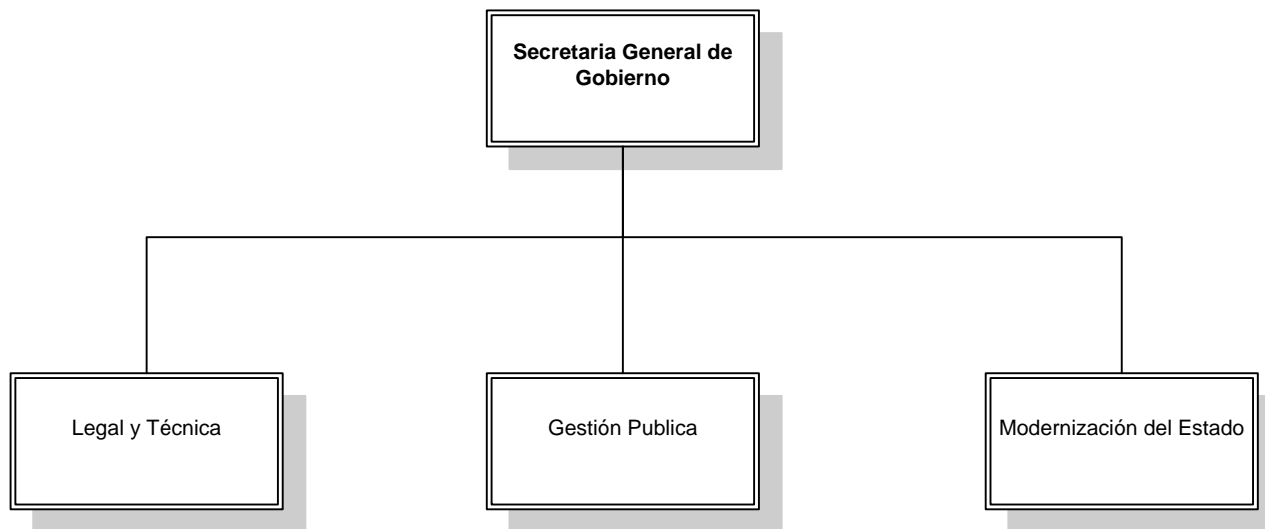 Secretaria General de
Gobierno
Legal y Técnica
Gestión Publica
Modernización del Estado